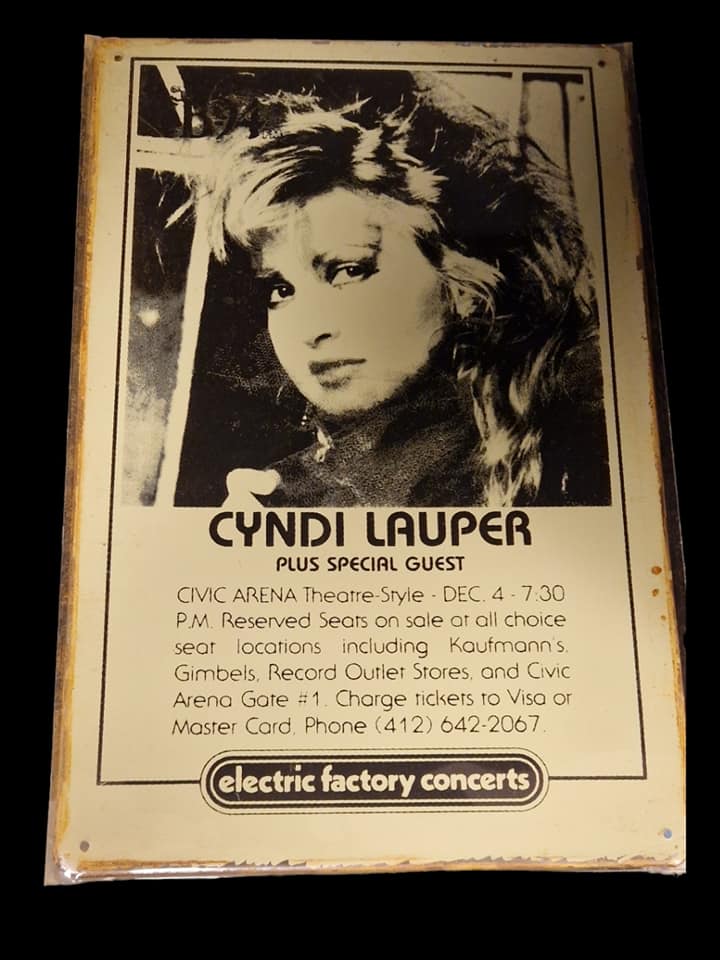 B94
CYNDI LAUPER
PLUS SPECIAL GUEST
CIVIC ARENA Theatre-Style - DEC. 4 - 7:30
P.M. Reserved Seats on sale at all choice
seat locations including Kaufmann's,
Gimbels, Record Outlet Stores, and Civic
Arena Gate #1. Charge tickets to Visa or
Master Card, Phone (412) 642-2067.
electric factory concerts